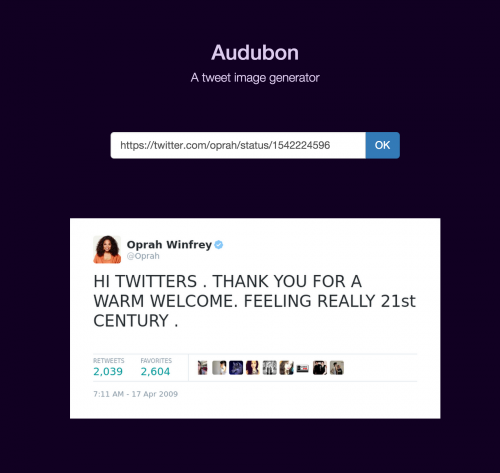 Audubon
A tweet image generator
https://twitter.com/oprah/status/1542224596 OK
Oprah Winfrey
@Oprah
HI TWITTERS . THANK YOU FOR A
WARM WELCOME. FEELING REALLY 21st
CENTURY .
RETWEETS FAVORITES
2,039 2,604
7:11 AM - 17 Apr 2009